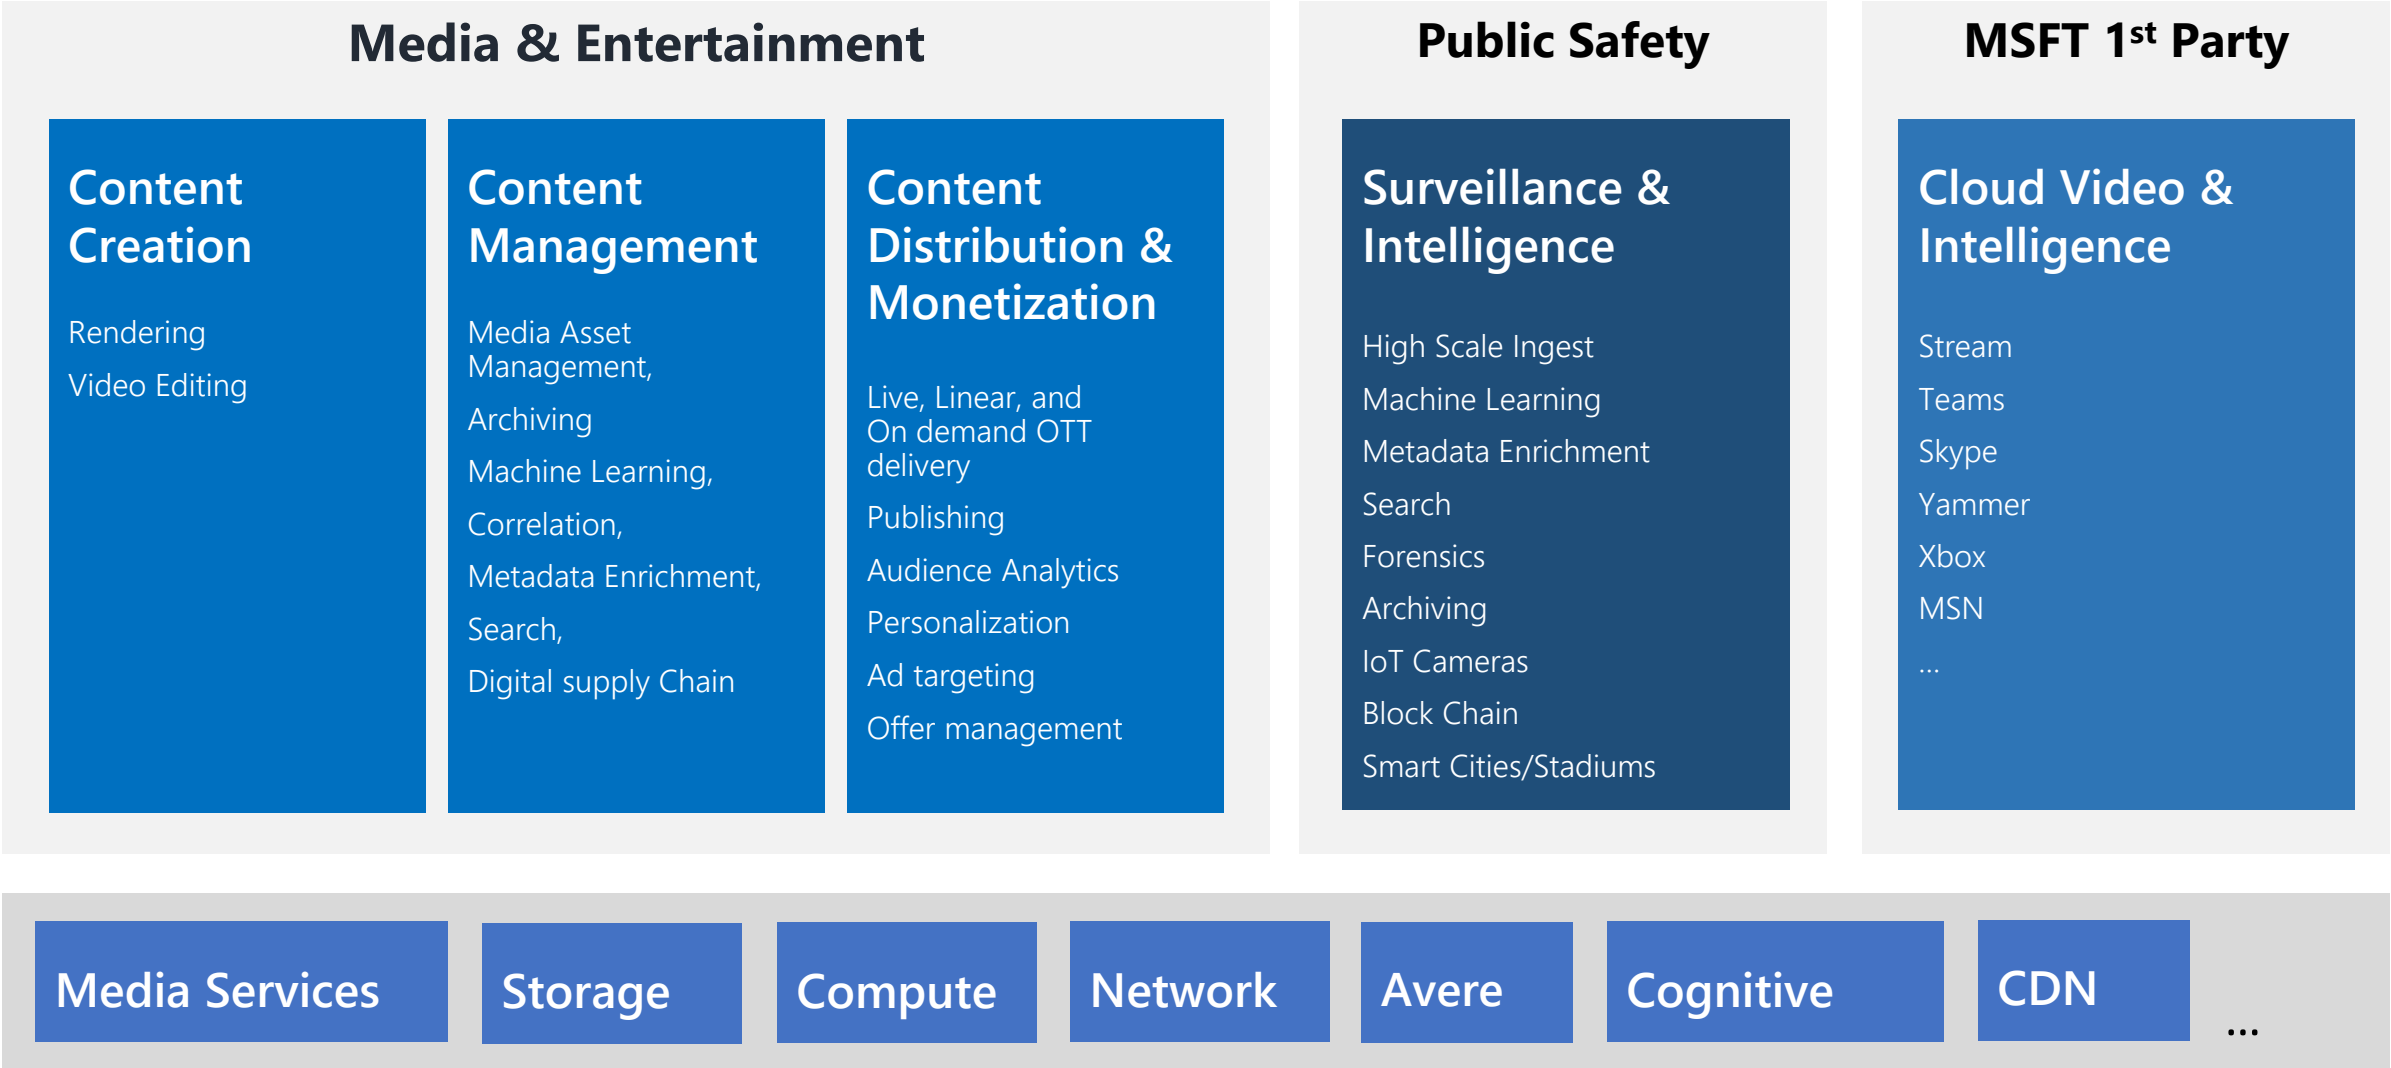 Media & Entertainment
Content
Creation
Rendering
Video Editing
Content
Management
Media Asset
Management,
Archiving
Machine Learning,
Correlation,
Metadata Enrichment,
Search,
Digital supply Chain
Content
Distribution &
Monetization
Live, Linear, and
On demand OTT
delivery
Publishing
Audience Analytics
Personalization
Ad targeting
Offer management
Public Safety
Surveillance &
Intelligence
High Scale Ingest
Machine Learning
Metadata Enrichment
Search
Forensics
Archiving
IoT Cameras
Block Chain
Smart Cities/Stadiums
MSFT 1st Party
Cloud Video &
Intelligence
Stream
Teams
Skype
Yammer
Xbox
MSN
...
Media Services
Storage
Compute
Network
Avere
Cognitive
CDN
...